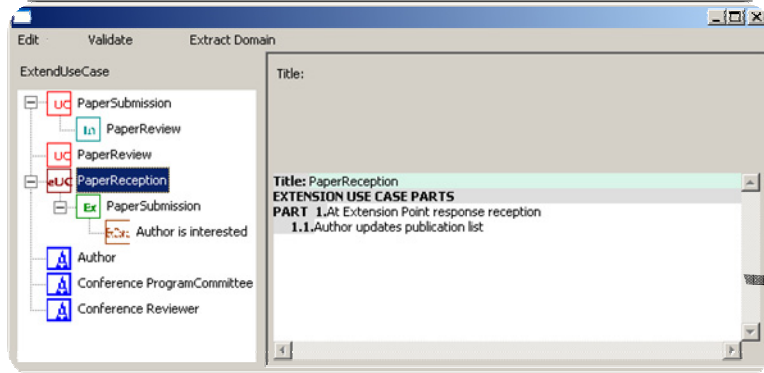 Edit Validate Extract Domain
ExtendUseCase
UC PaperSubmission
In PaperReview
UC PaperReview
eUC PaperReception
Ex PaperSubmission
Author is interested
Author
Conference ProgramCommittee
Conference Reviewer
Title:
Title: PaperReception
EXTENSION USE CASE PARTS
PART 1.At Extension Point response reception
1.1.Author updates publication list